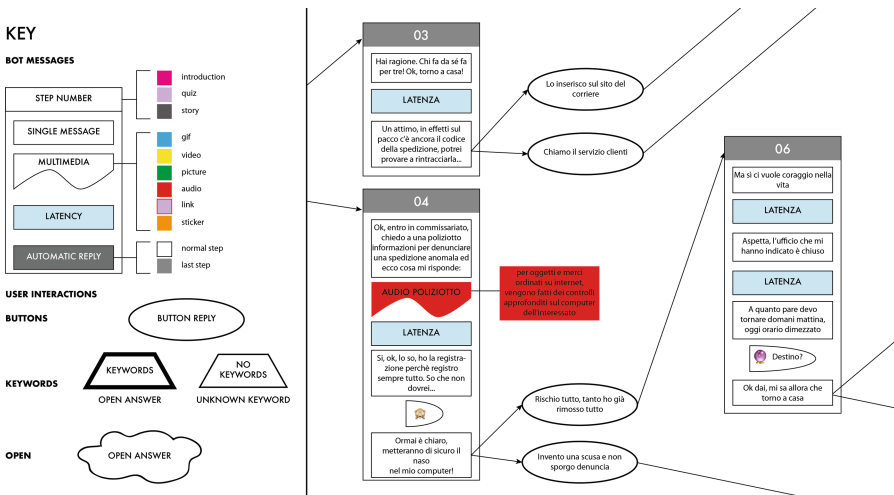 KEY
BOT MESSAGES
STEP NUMBER
SINGLE MESSAGE
MULTIMEDIA
LATENCY
AUTOMATIC REPLY
introduction
quiz
story
gif
video
picture
audio
link
sticker
normal step
last step
USER INTERACTIONS
BUTTONS
BUTTON REPLY
KEYWORDS
KEYWORDS
OPEN ANSWER
NO
KEYWORDS
UNKNOWN KEYWORD
OPEN
OPEN ANSWER
03
Hai ragione. Chi fa da sé fa
per tre! Ok, torno a casa!
LATENZA
Un attimo, in effetti sul
pacco c'è ancora il codice
della spedizione, potrei
provare a rintracciarla...
Lo inserisco sul sito del
corriere
Chiamo il servizio clienti
04
Ok, entro in commissariato,
chiedo a una poliziotto
informazioni per denunciare
una spedizione anomala ed
ecco cosa mi risponde:
AUDIO POLIZIOTTO
per oggetti e merci
ordinati su internet,
vengono fatti dei controlli
approfonditi sul computer
dell'interessato
LATENZA
Si, ok, lo so, ho la registra-
zione perchè registro
sempre tutto. So che non
dovrei...
Ormai è chiaro,
metteranno di sicuro il
naso
nel mio computer!
Rischio tutto, tanto ho già
rimosso tutto
Invento una scusa e non
sporgo denuncia
06
Ma sì ci vuole coraggio nella
vita
LATENZA
Aspetta, l'ufficio che mi
hanno indicato è chiuso
LATENZA
A quanto pare devo
tornare domani mattina,
oggi orario dimezzato
Destino?
Ok dai, mi sa allora che
torno a casa